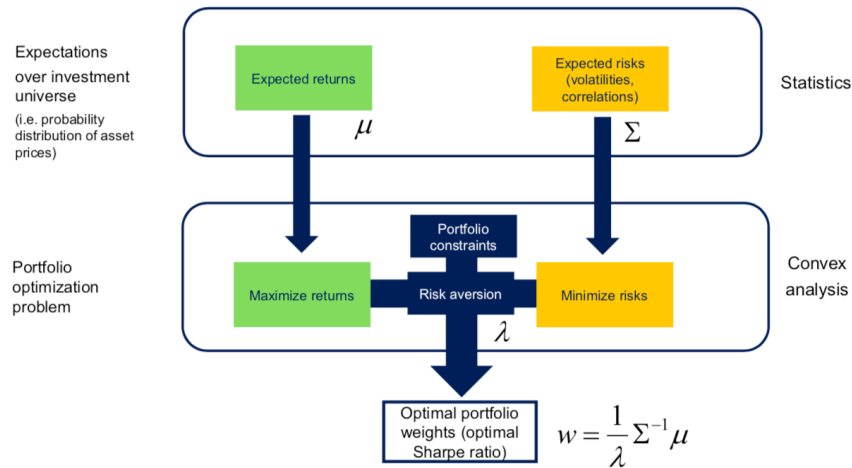 Expectations
over investment
universe
(i.e. probability
distribution of asset
prices)
Expected returns
Expected risks
(volatilities,
correlations)
Statistics
μ
Σ
Portfolio
optimization
problem
Portfolio
constraints
Maximize returns
Risk aversion
Minimize risks
Convex
analysis
λ
Optimal portfolio
weights (optimal
Sharpe ratio)
w = 1/λ Σ⁻¹ μ